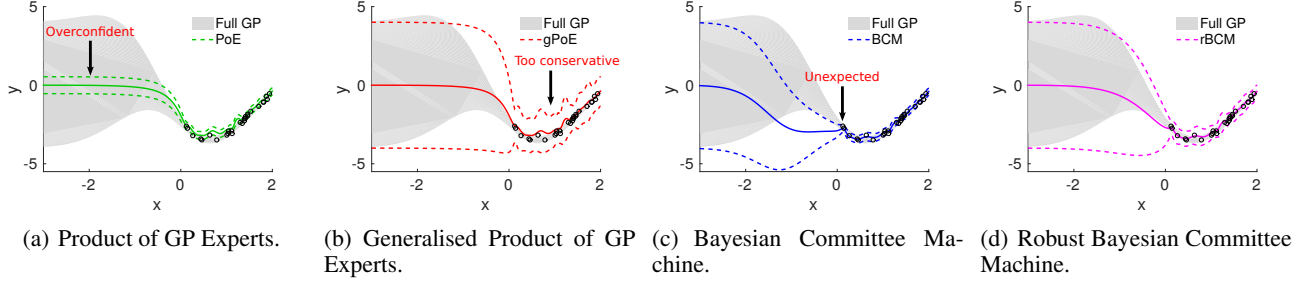 5
0
-5
y
-2
0
2
x
Overconfident
Full GP
PoE
(a) Product of GP Experts.
5
0
-5
y
-2
0
2
x
Full GP
gPoE
Too conservative
(b) Generalised Product of GP
Experts.
5
0
-5
y
-2
0
2
x
Full GP
BCM
Unexpected
(c) Bayesian Committee Ma-
chine.
5
0
-5
y
-2
0
2
x
Full GP
rBCM
(d) Robust Bayesian Committee
Machine.